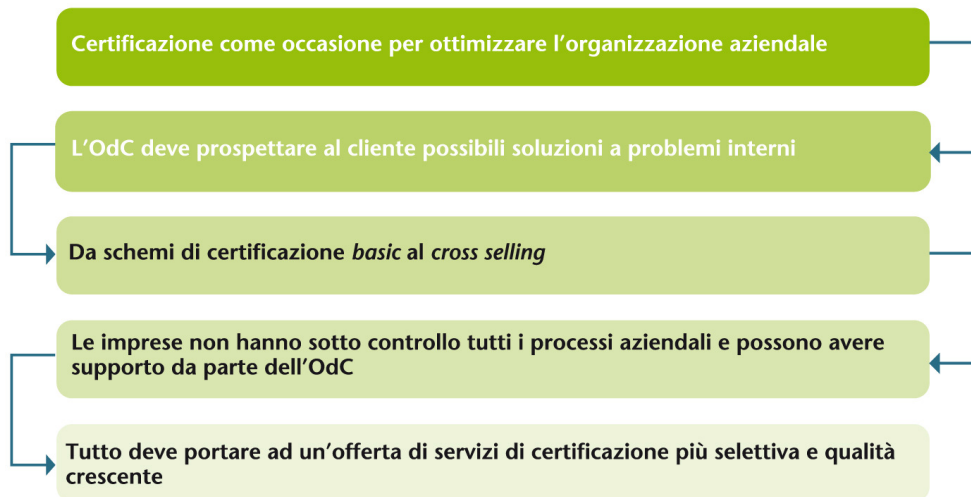 Certificazione come occasione per ottimizzare l’organizzazione aziendale
L’OdC deve prospettare al cliente possibili soluzioni a problemi interni
Da schemi di certificazione basic al cross selling
Le imprese non hanno sotto controllo tutti i processi aziendali e possono avere
supporto da parte dell’OdC
Tutto deve portare ad un’offerta di servizi di certificazione più selettiva e qualità
crescente